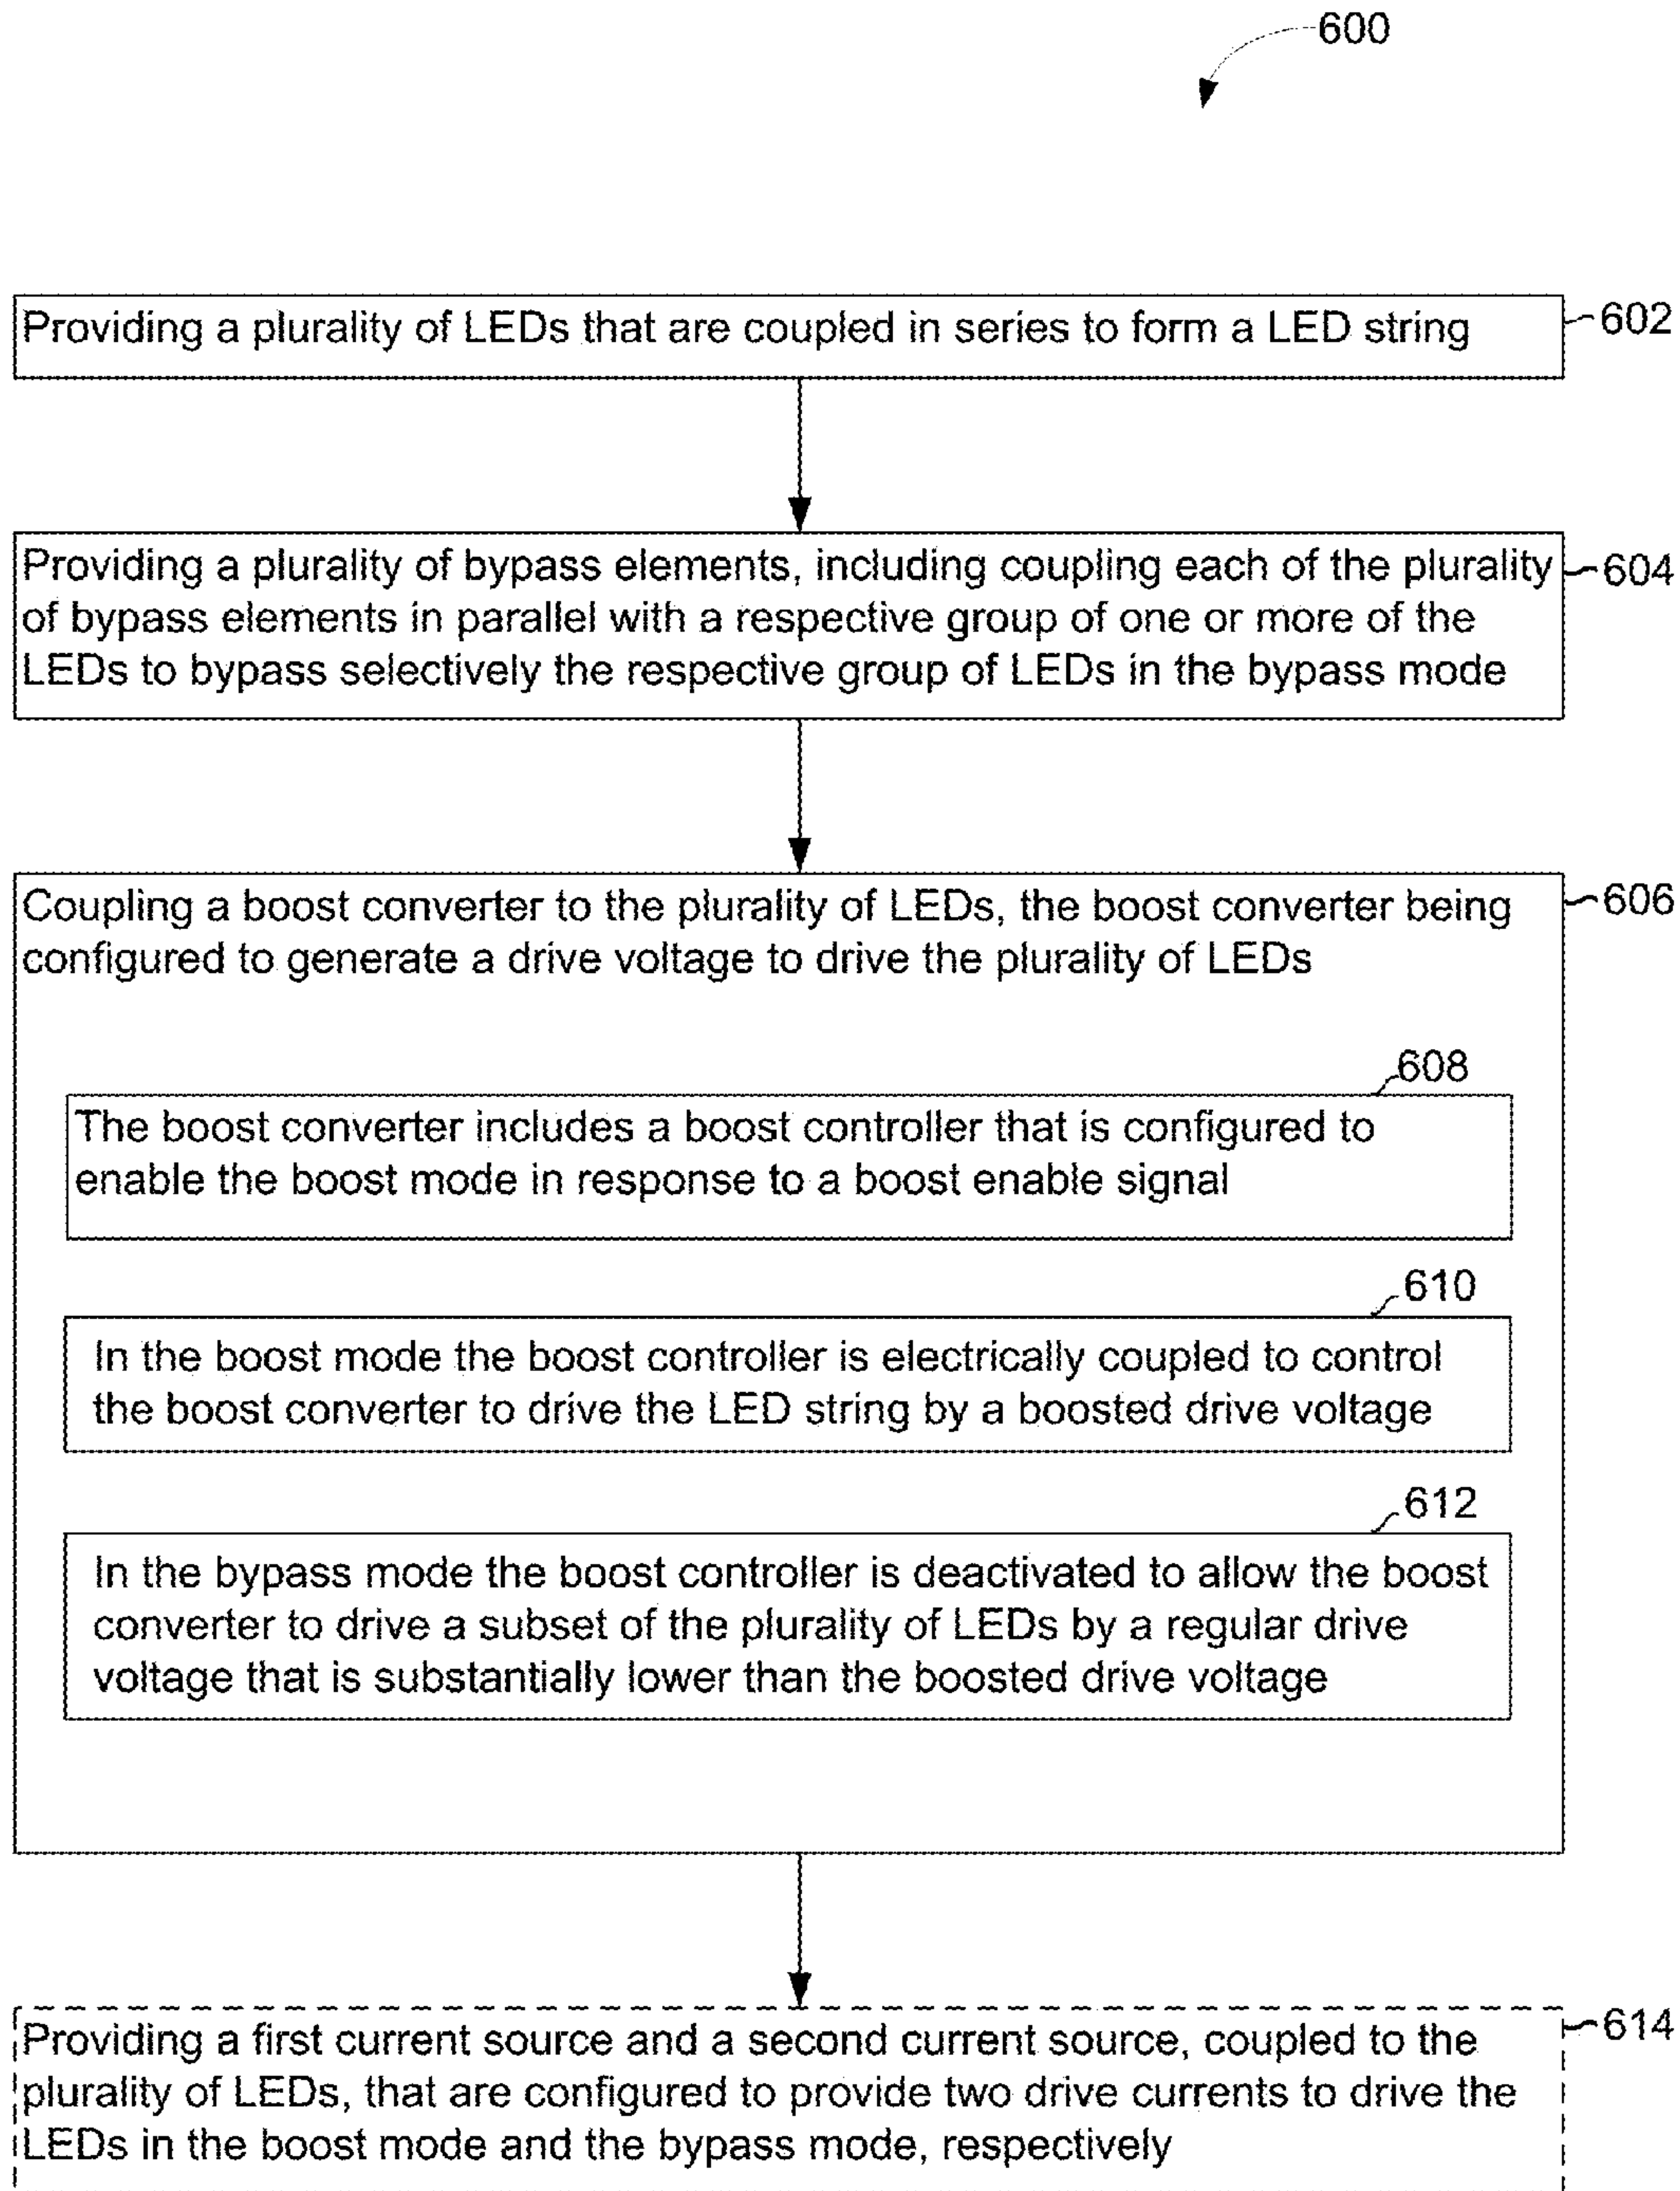 600
Providing a plurality of LEDs that are coupled in series to form a LED string
602
Providing a plurality of bypass elements, including coupling each of the plurality
of bypass elements in parallel with a respective group of one or more of the
LEDs to bypass selectively the respective group of LEDs in the bypass mode
604
Coupling a boost converter to the plurality of LEDs, the boost converter being
configured to generate a drive voltage to drive the plurality of LEDs
606
608
The boost converter includes a boost controller that is configured to
enable the boost mode in response to a boost enable signal
610
In the boost mode the boost controller is electrically coupled to control
the boost converter to drive the LED string by a boosted drive voltage
612
In the bypass mode the boost controller is deactivated to allow the boost
converter to drive a subset of the plurality of LEDs by a regular drive
voltage that is substantially lower than the boosted drive voltage
Providing a first current source and a second current source, coupled to the
plurality of LEDs, that are configured to provide two drive currents to drive the
LEDs in the boost mode and the bypass mode, respectively
614